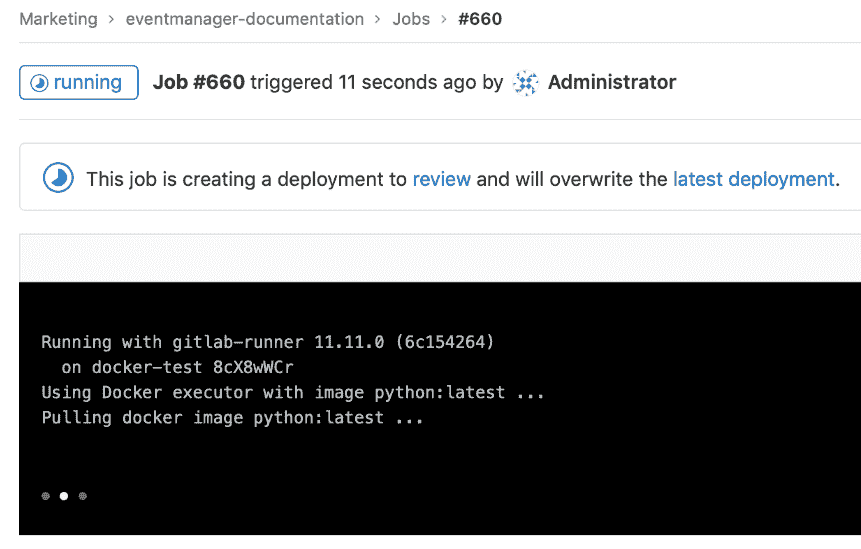 Marketing > eventmanager-documentation > Jobs > #660
running Job #660 triggered 11 seconds ago by Administrator
This job is creating a deployment to review and will overwrite the latest deployment.
Running with gitlab-runner 11.11.0 (6c154264)
on docker-test 8cX8wWCr
Using Docker executor with image python:latest ...
Pulling docker image python:latest ...